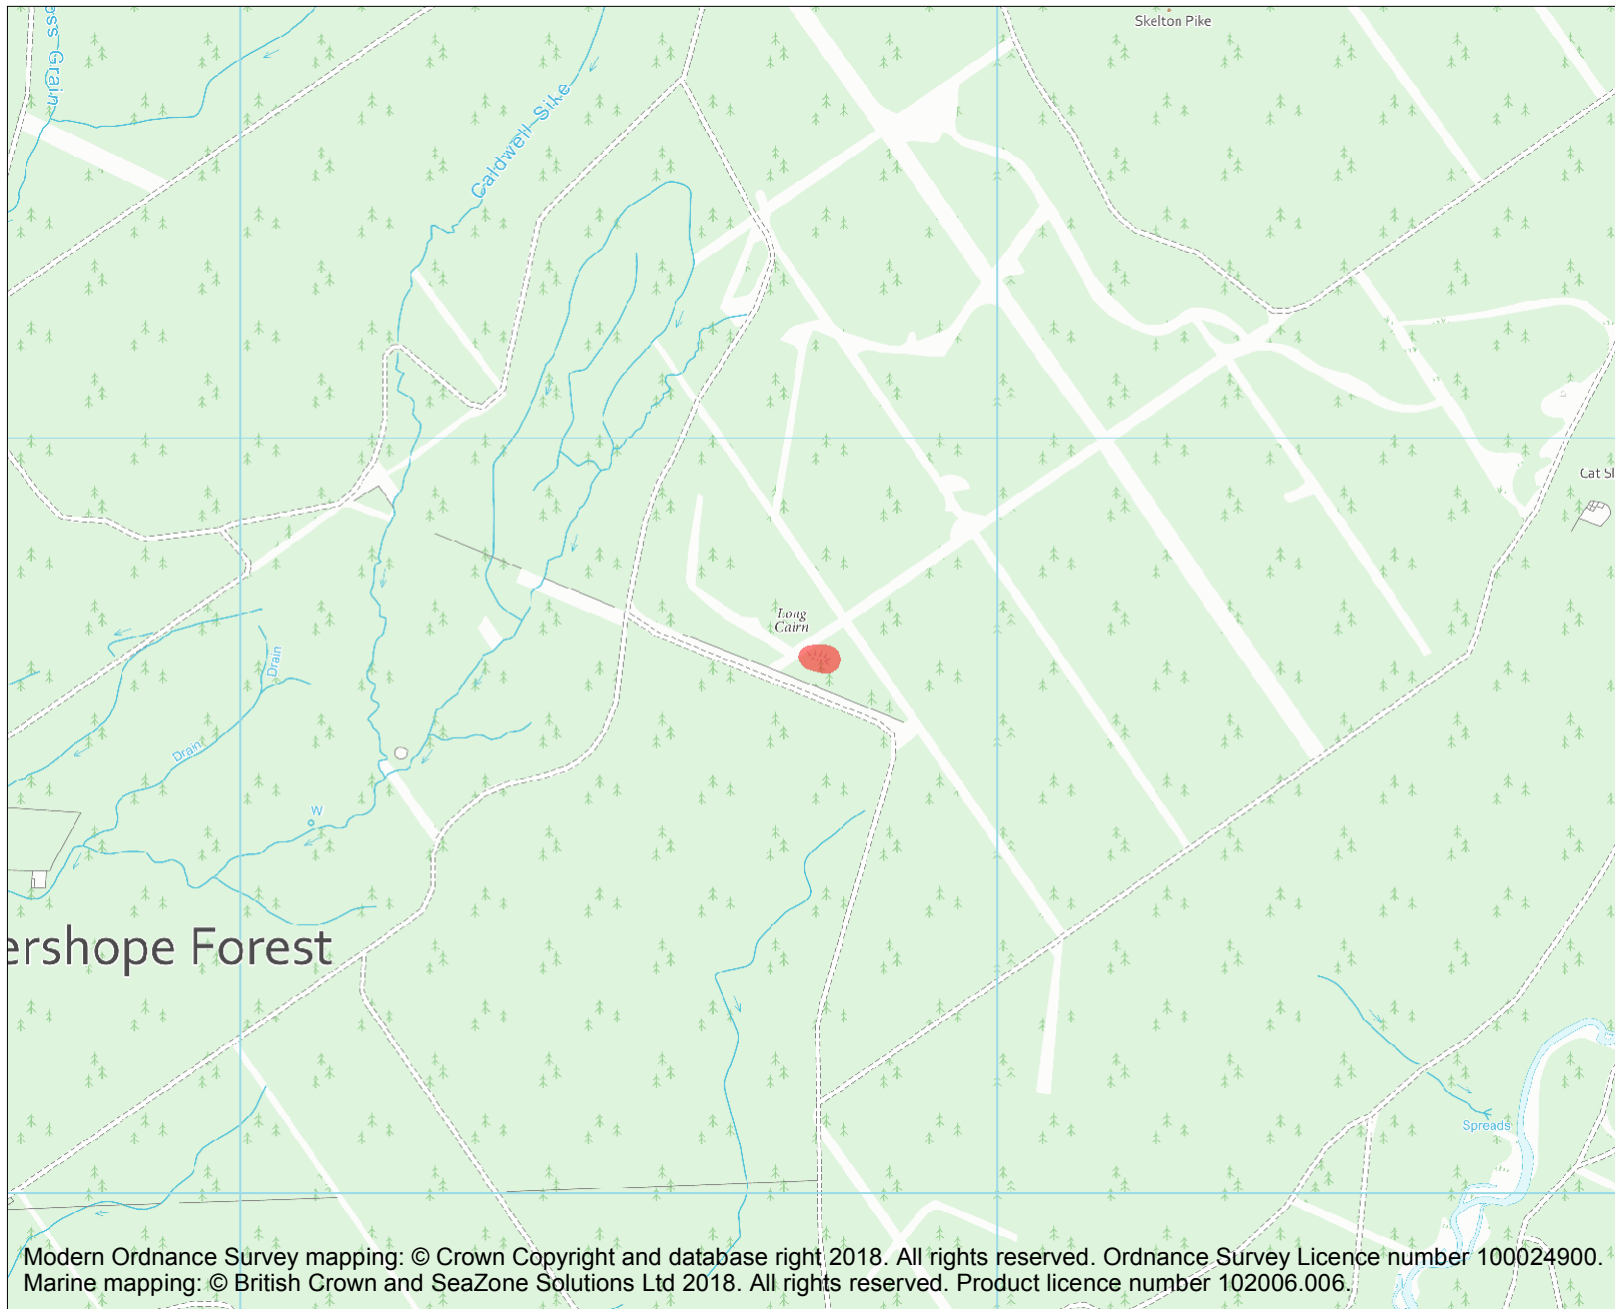 Skelton Pike
oss Grain
Caldwell Sike
Cat Sl
Long
Cairn
Drain
Drain
W
ershope Forest
Spreads
Modern Ordnance Survey mapping: © Crown Copyright and database right 2018. All rights reserved. Ordnance Survey Licence number 100024900.
Marine mapping: © British Crown and SeaZone Solutions Ltd 2018. All rights reserved. Product licence number 102006.006.